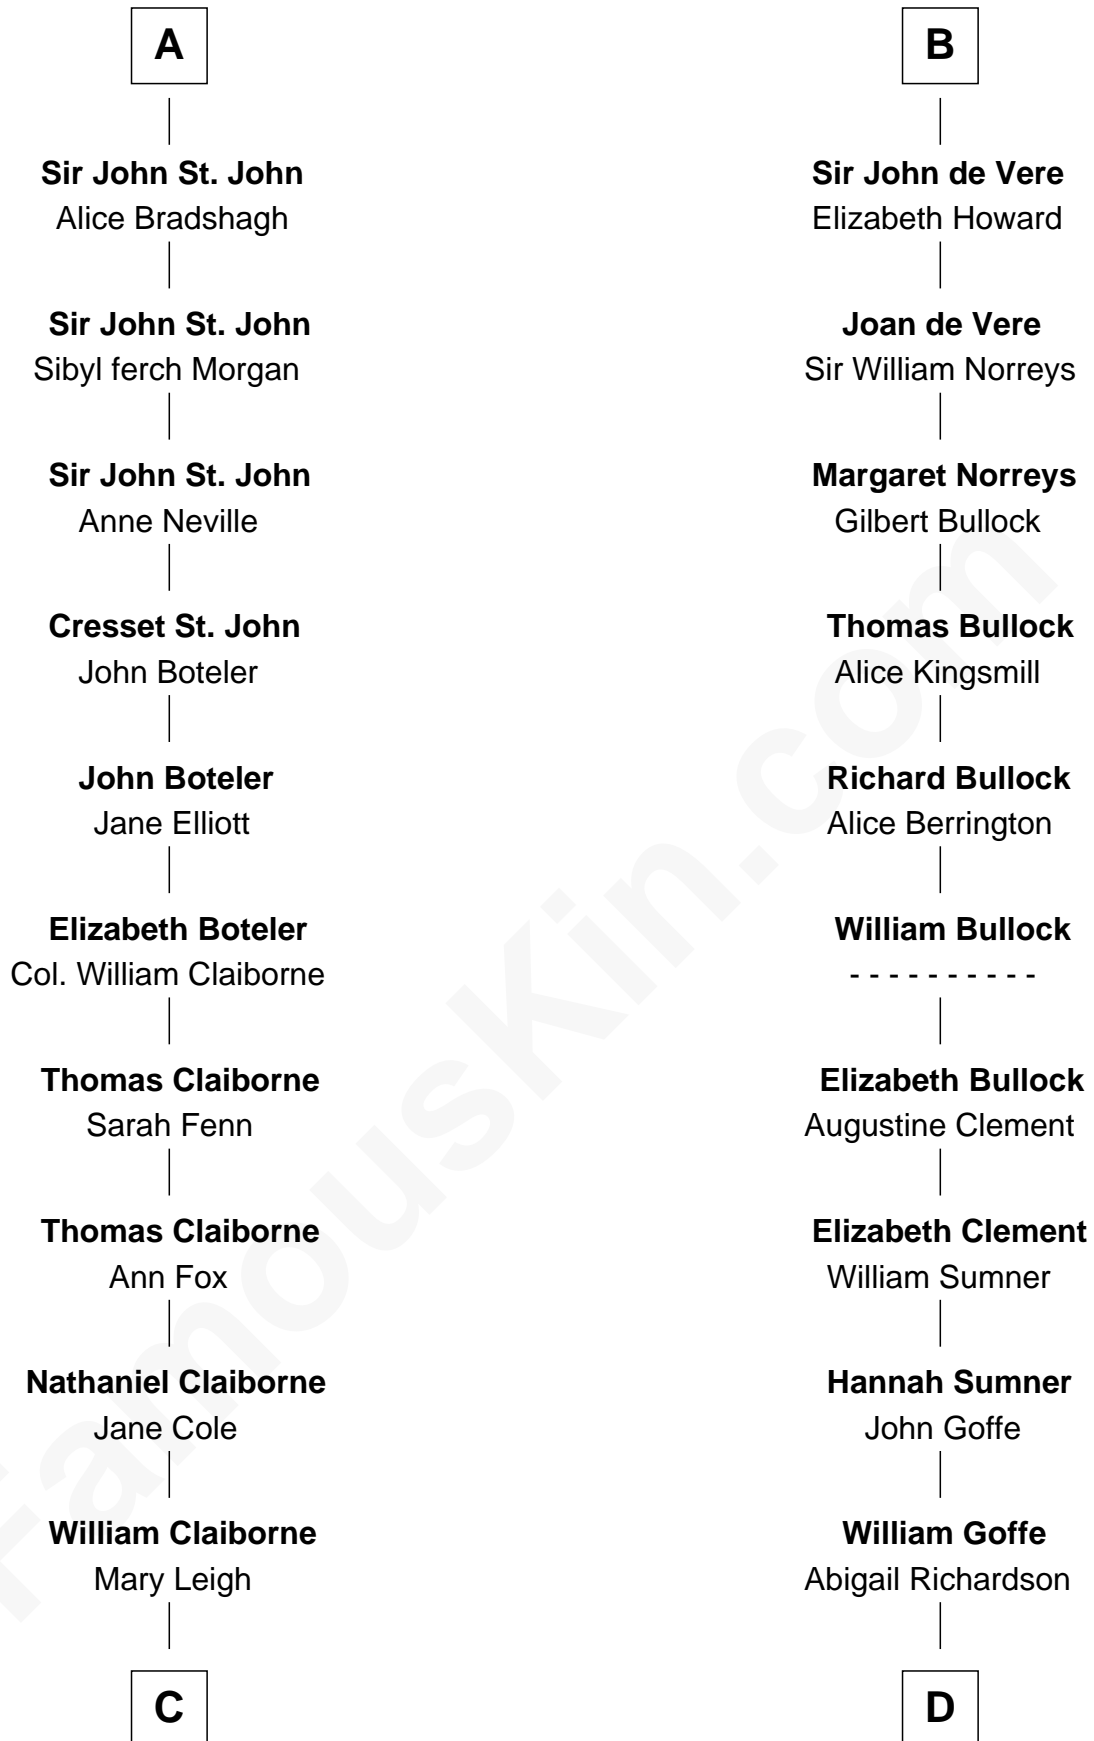 A
Sir John St. John
Alice Bradshagh
Sir John St. John
Sibyl ferch Morgan
Sir John St. John
Anne Neville
Cresset St. John
John Boteler
John Boteler
Jane Elliott
Elizabeth Boteler
Col. William Claiborne
Thomas Claiborne
Sarah Fenn
Thomas Claiborne
Ann Fox
Nathaniel Claiborne
Jane Cole
William Claiborne
Mary Leigh
C
B
Sir John de Vere
Elizabeth Howard
Joan de Vere
Sir William Norreys
Margaret Norreys
Gilbert Bullock
Thomas Bullock
Alice Kingsmill
Richard Bullock
Alice Berrington
William Bullock
- - - - - - - - - -
Elizabeth Bullock
Augustine Clement
Elizabeth Clement
William Sumner
Hannah Sumner
John Goffe
William Goffe
Abigail Richardson
D
FamousKin.com